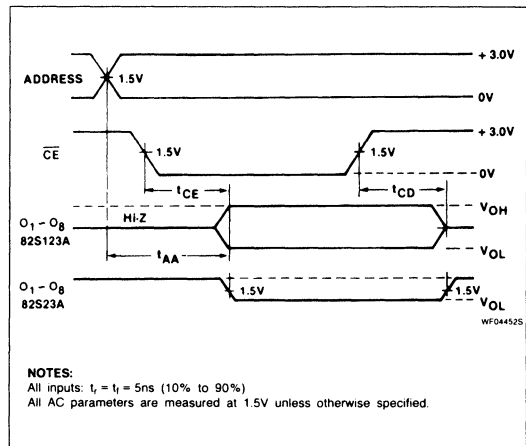 + 3.0V
ADDRESS
1.5V
0V
+ 3.0V
CE
1.5V
1.5V
0V
tCE
tCD
VOH
Hi-Z
O1 – O8
82S123A
VOL
tAA
O1 – O8
82S23A
1.5V
1.5V
VOL
WF04452S
NOTES:
All inputs: tr = tf = 5ns (10% to 90%)
All AC parameters are measured at 1.5V unless otherwise specified.